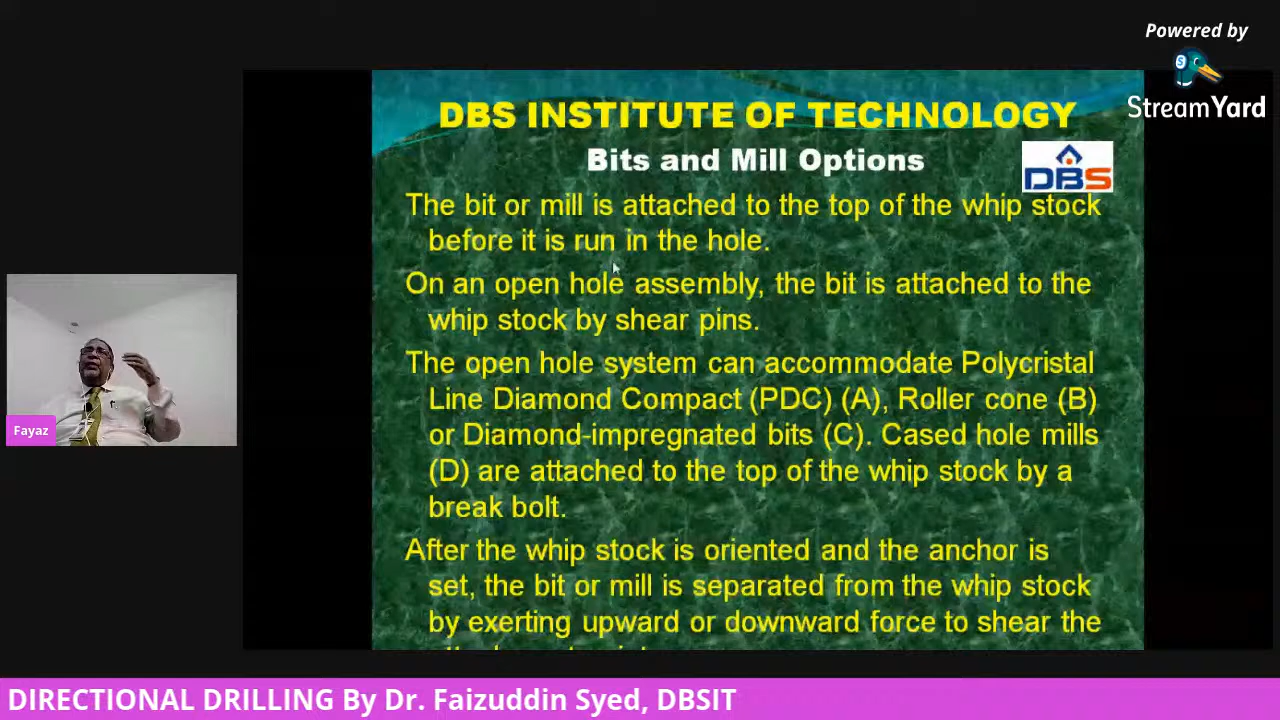 Powered by
StreamYard
DBS INSTITUTE OF TECHNOLOGY
Bits and Mill Options
DBS
The bit or mill is attached to the top of the whip stock
before it is run in the hole.
On an open hole assembly, the bit is attached to the
whip stock by shear pins.
The open hole system can accommodate Polycristal
Line Diamond Compact (PDC) (A), Roller cone (B)
or Diamond-impregnated bits (C). Cased hole mills
(D) are attached to the top of the whip stock by a
break bolt.
After the whip stock is oriented and the anchor is
set, the bit or mill is separated from the whip stock
by exerting upward or downward force to shear the
Fayaz
DIRECTIONAL DRILLING By Dr. Faizuddin Syed, DBSIT